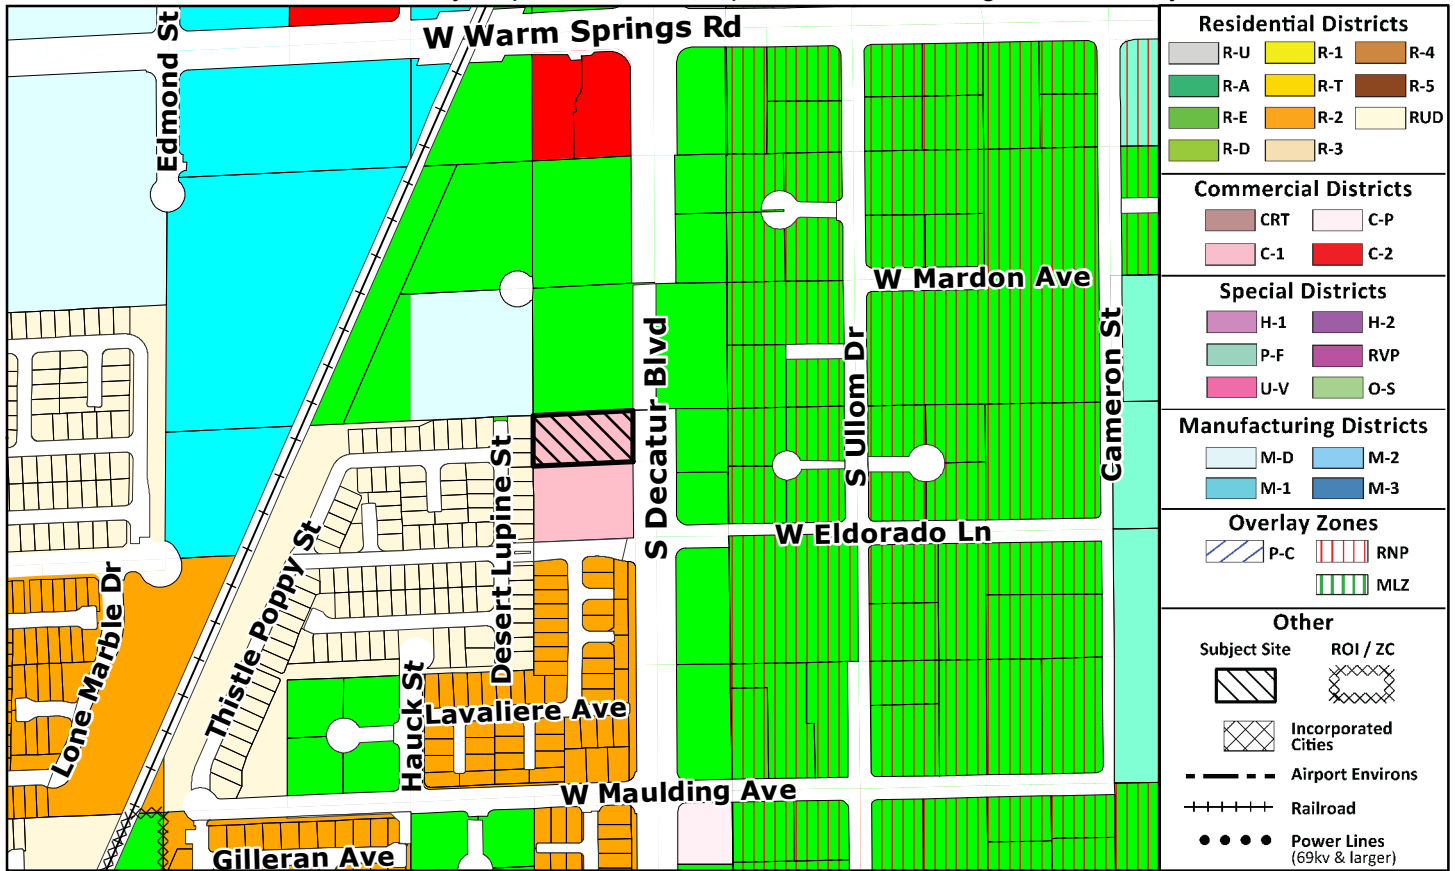 W Warm Springs Rd
Edmond St
W Mardon Ave
S Decatur Blvd
S Ullom Dr
Cameron St
Desert Lupine St
W Eldorado Ln
Thistle Poppy St
Lone Marble Dr
Hauck St
Lavaliere Ave
W Maulding Ave
Gilleran Ave
Residential Districts
R-U R-1 R-4
R-A R-T R-5
R-E R-2 RUD
R-D R-3
Commercial Districts
CRT C-P
C-1 C-2
Special Districts
H-1 H-2
P-F RVP
U-V O-S
Manufacturing Districts
M-D M-2
M-1 M-3
Overlay Zones
P-C RNP
MLZ
Other
Subject Site ROI / ZC
Incorporated
Cities
Airport Environs
Railroad
Power Lines
(69kv & larger)